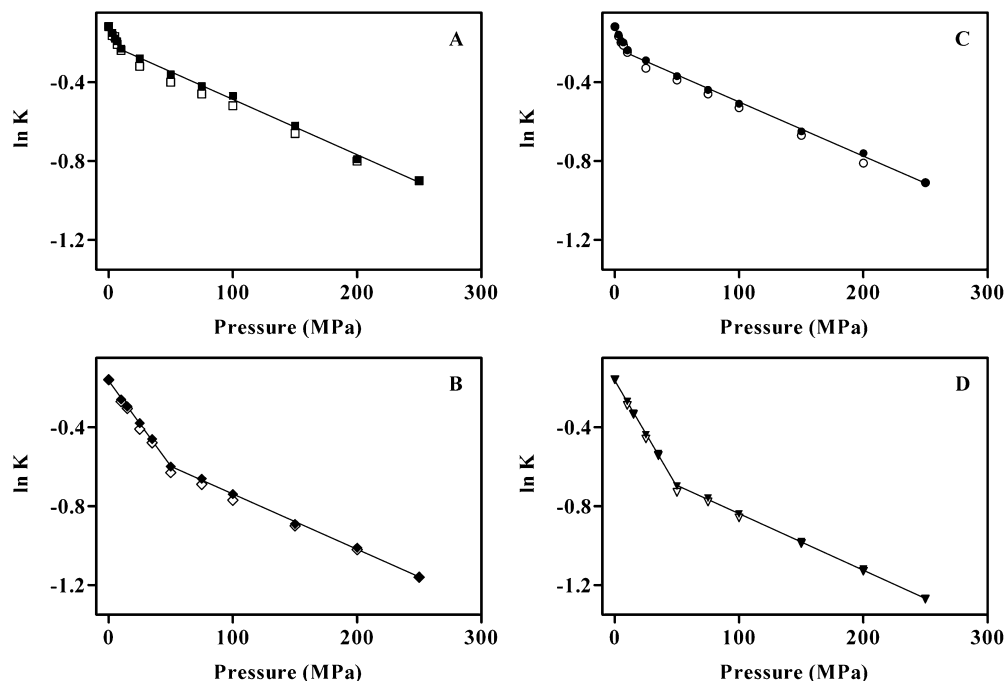 A
ln K
-0.4
-0.8
-1.2
0 100 200 300
Pressure (MPa)
C
ln K
-0.4
-0.8
-1.2
0 100 200 300
Pressure (MPa)
B
ln K
-0.4
-0.8
-1.2
0 100 200 300
Pressure (MPa)
D
ln K
-0.4
-0.8
-1.2
0 100 200 300
Pressure (MPa)